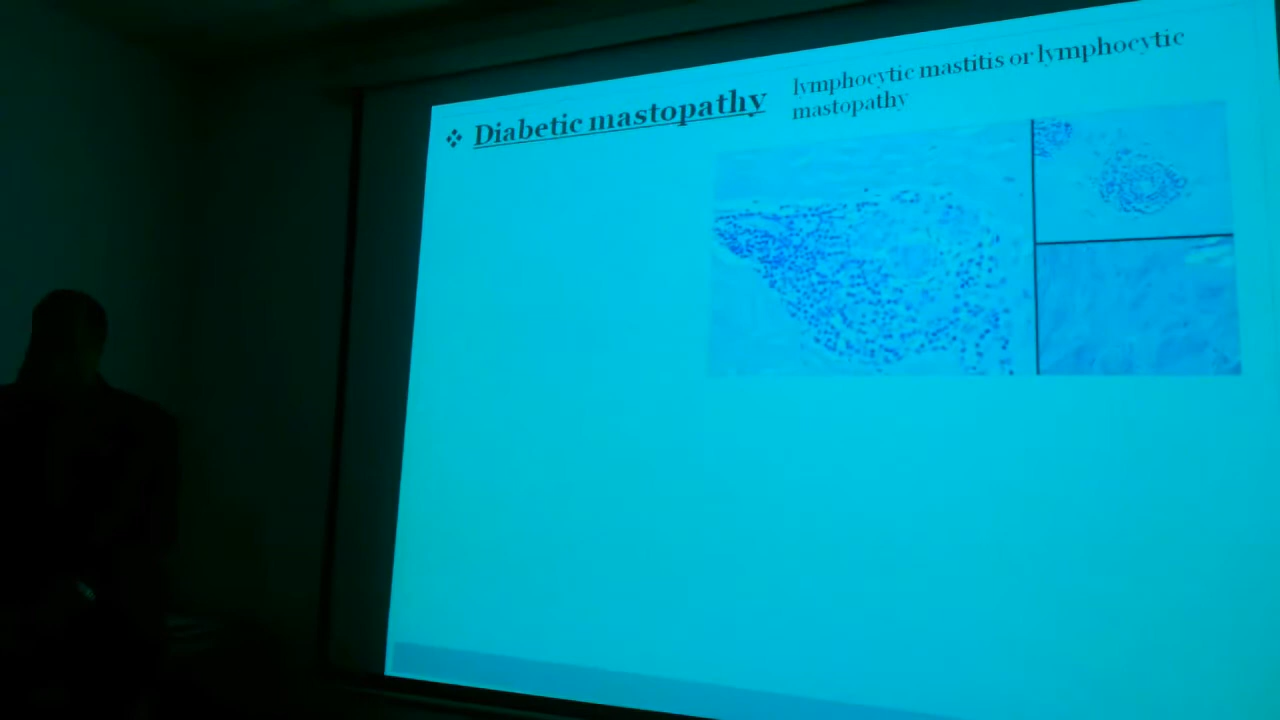 ❖ Diabetic mastopathy
lymphocytic mastitis or lymphocytic
mastopathy